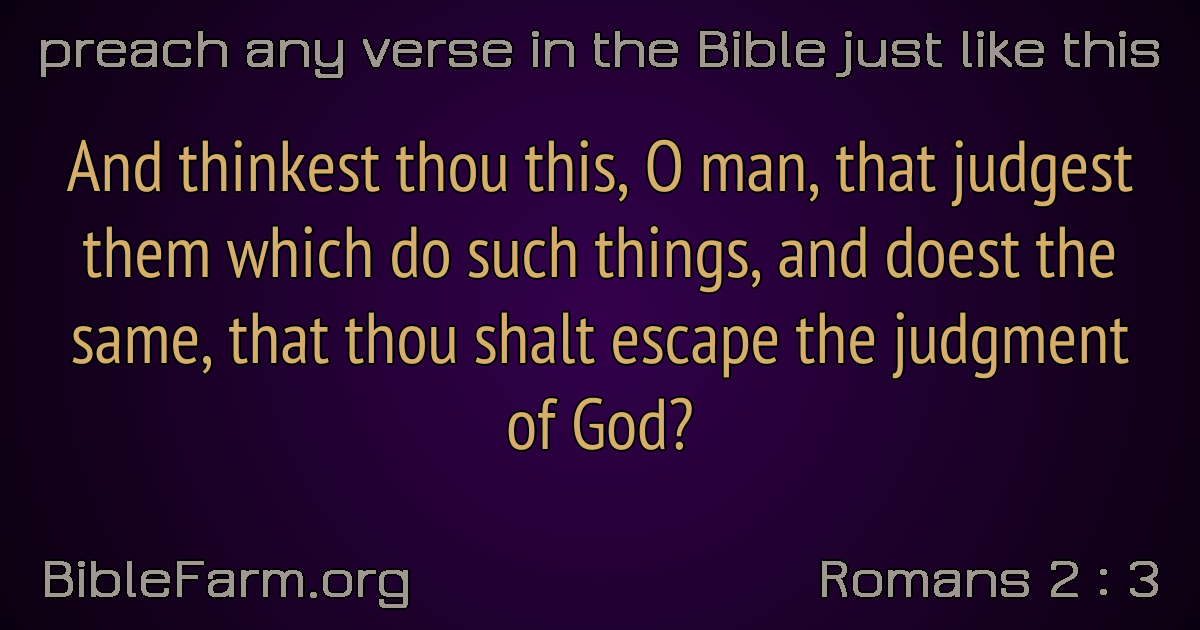 preach any verse in the Bible just like this
And thinkest thou this, O man, that judgest
them which do such things, and doest the
same, that thou shalt escape the judgment
of God?
BibleFarm.org
Romans 2 : 3